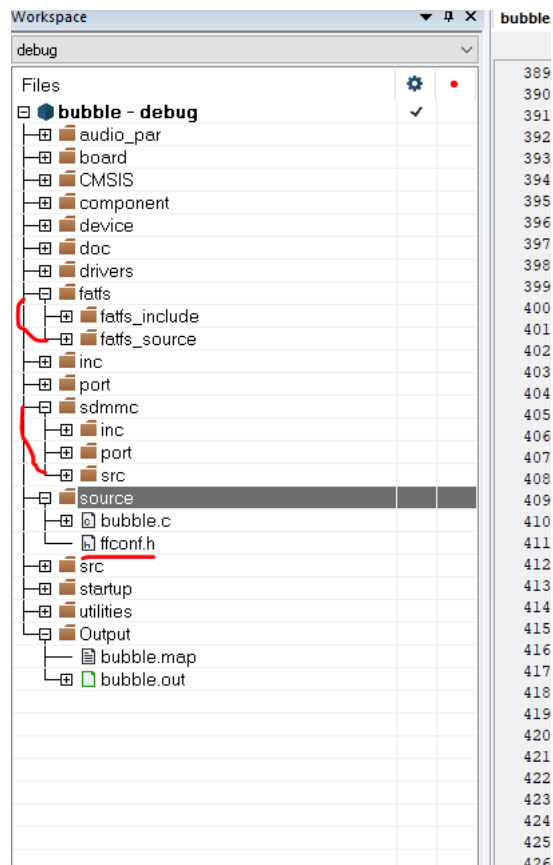 Workspace
bubble.
debug
Files
bubble - debug
audio_par
board
CMSIS
component
device
doc
drivers
fatfs
fatfs_include
fatfs_source
inc
port
sdmmc
inc
port
src
source
bubble.c
ffconf.h
src
startup
utilities
Output
bubble.map
bubble.out
389
390
391
392
393
394
395
396
397
398
399
400
401
402
403
404
405
406
407
408
409
410
411
412
413
414
415
416
417
418
419
420
421
422
423
424
425
426